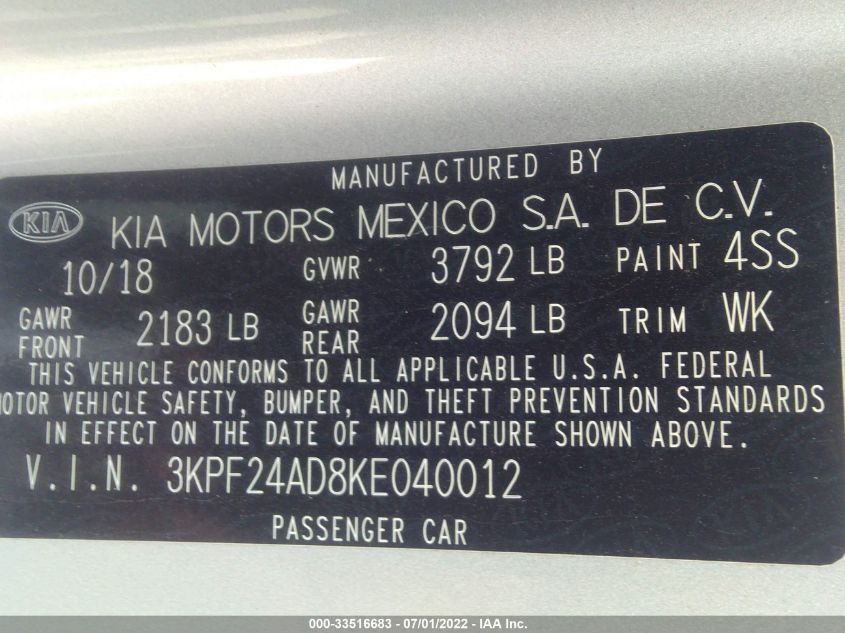 MANUFACTURED BY
KIA KIA MOTORS MEXICO S.A. DE C.V.
10/18 GVWR 3792 LB PAINT 4SS
GAWR FRONT 2183 LB GAWR REAR 2094 LB TRIM WK
THIS VEHICLE CONFORMS TO ALL APPLICABLE U.S.A. FEDERAL
OTOR VEHICLE SAFETY, BUMPER, AND THEFT PREVENTION STANDARDS
IN EFFECT ON THE DATE OF MANUFACTURE SHOWN ABOVE.
V.I.N. 3KPF24AD8KE040012
PASSENGER CAR
000-33516683 - 07/01/2022 - IAA Inc.